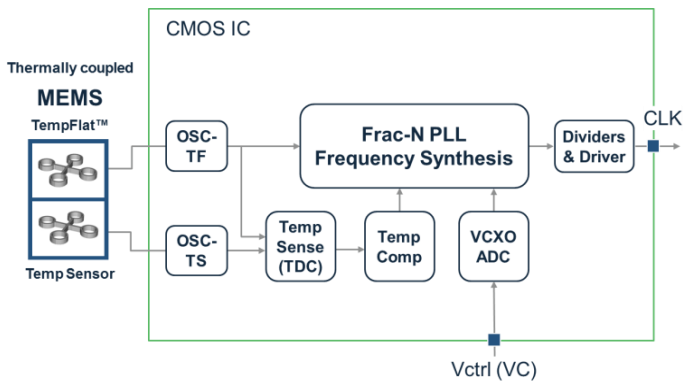 CMOS IC
Thermally coupled
MEMS
TempFlat™
OSC-
TF
Frac-N PLL
Frequency Synthesis
Dividers
& Driver
CLK
OSC-
TS
Temp
Sense
(TDC)
Temp
Comp
VCXO
ADC
Temp Sensor
Vctrl (VC)